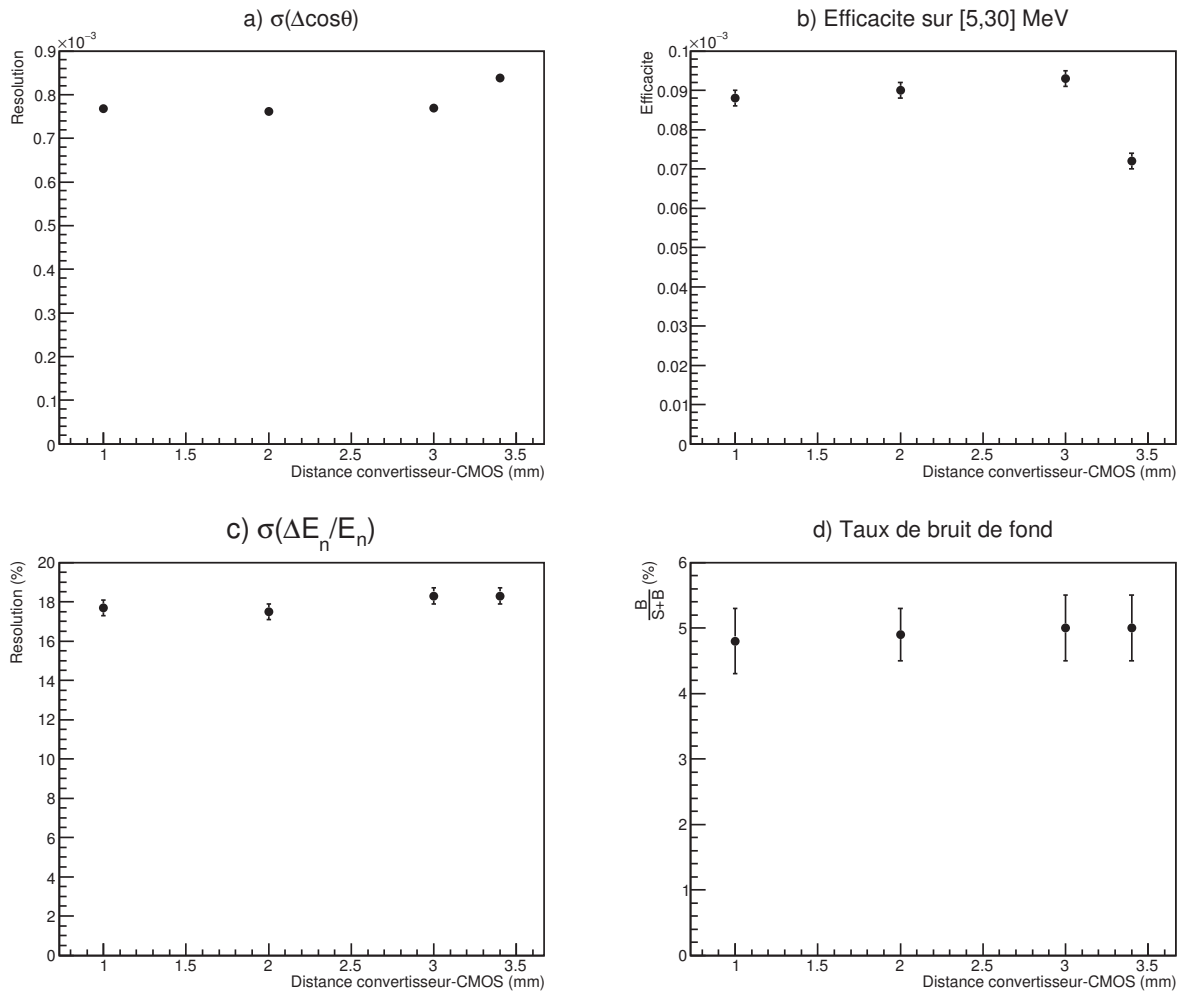 a) σ(Δcosθ)
×10⁻³
Resolution
0.9
0.8
0.7
0.6
0.5
0.4
0.3
0.2
0.1
0
1 1.5 2 2.5 3 3.5
Distance convertisseur-CMOS (mm)
b) Efficacite sur [5,30] MeV
×10⁻³
Efficacite
0.1
0.09
0.08
0.07
0.06
0.05
0.04
0.03
0.02
0.01
0
1 1.5 2 2.5 3 3.5
Distance convertisseur-CMOS (mm)
c) σ(ΔEₙ/Eₙ)
Resolution (%)
20
18
16
14
12
10
8
6
4
2
0
1 1.5 2 2.5 3 3.5
Distance convertisseur-CMOS (mm)
d) Taux de bruit de fond
B/S+B (%)
6
5
4
3
2
1
0
1 1.5 2 2.5 3 3.5
Distance convertisseur-CMOS (mm)